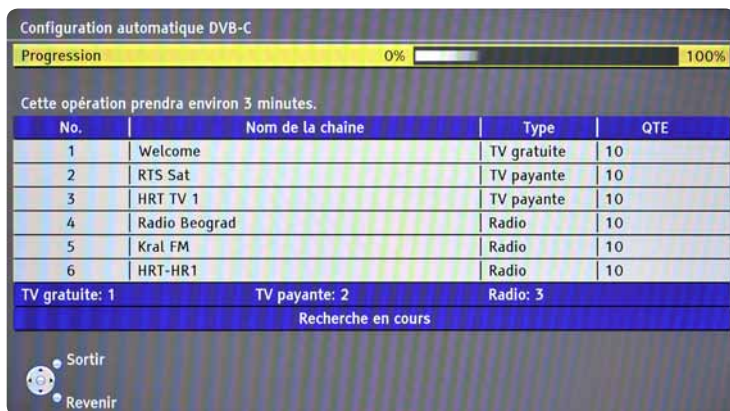 Configuration automatique DVB-C
Progression 0% 100%
Cette opération prendra environ 3 minutes.
No. Nom de la chaîne Type QTE
1 Welcome TV gratuite 10
2 RTS Sat TV payante 10
3 HRT TV 1 TV payante 10
4 Radio Beograd Radio 10
5 Kral FM Radio 10
6 HRT-HR1 Radio 10
TV gratuite: 1 TV payante: 2 Radio: 3
Recherche en cours
Sortir
Revenir